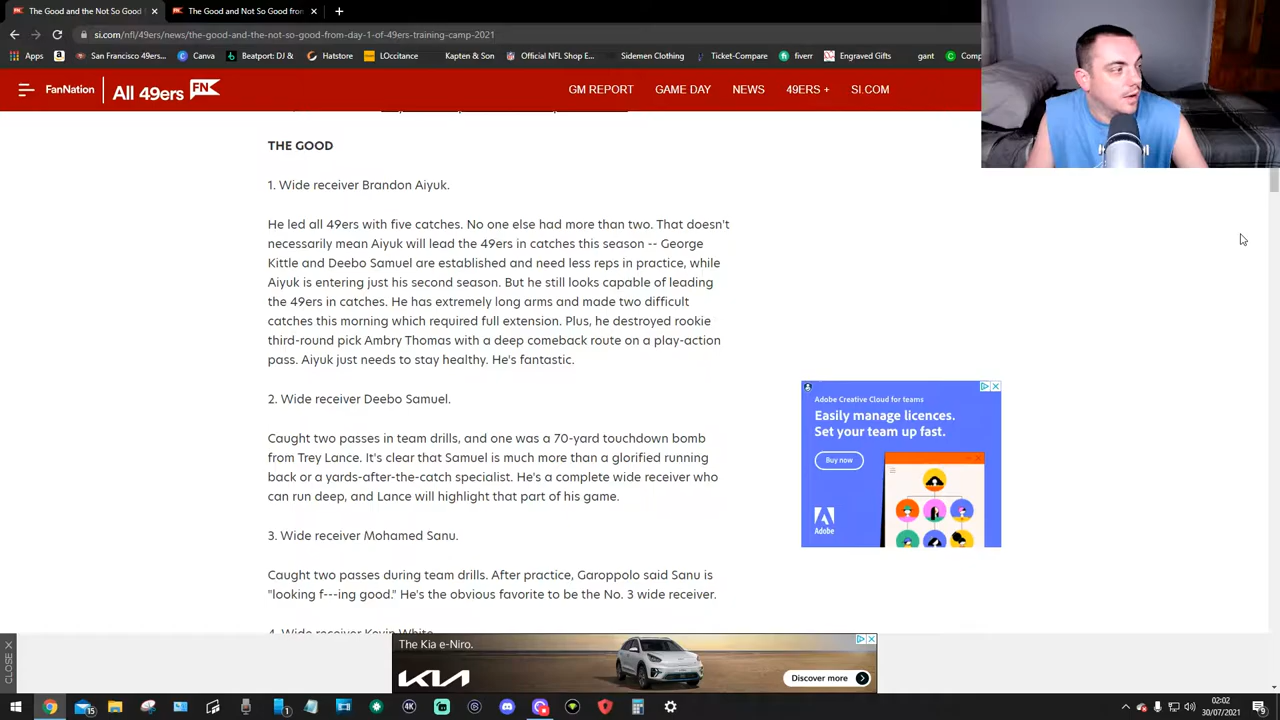 The Good and the Not So Good fr
The Good and Not So Good from
si.com/nfl/49ers/news/the-good-and-the-not-so-good-from-day-1-of-49ers-training-camp-2021
Apps
San Francisco 49er...
Canva
Beatport: DJ &...
Hatstore
LOccitance
Kapten & Son
Official NFL Shop E...
Sidemen Clothing
Ticket-Compare
fiverr
Engraved Gifts
gant
Comp
FanNation
All 49ers
FN
GM REPORT
GAME DAY
NEWS
49ERS +
SI.COM
THE GOOD
1. Wide receiver Brandon Aiyuk.
He led all 49ers with five catches. No one else had more than two. That doesn't
necessarily mean Aiyuk will lead the 49ers in catches this season -- George
Kittle and Deebo Samuel are established and need less reps in practice, while
Aiyuk is entering just his second season. But he still looks capable of leading
the 49ers in catches. He has extremely long arms and made two difficult
catches this morning which required full extension. Plus, he destroyed rookie
third-round pick Ambry Thomas with a deep comeback route on a play-action
pass. Aiyuk just needs to stay healthy. He's fantastic.
2. Wide receiver Deebo Samuel.
Caught two passes in team drills, and one was a 70-yard touchdown bomb
from Trey Lance. It's clear that Samuel is much more than a glorified running
back or a yards-after-the-catch specialist. He's a complete wide receiver who
can run deep, and Lance will highlight that part of his game.
3. Wide receiver Mohamed Sanu.
Caught two passes during team drills. After practice, Garoppolo said Sanu is
"looking f---ing good." He's the obvious favorite to be the No. 3 wide receiver.
4. Wide receiver Kevin White.
Adobe Creative Cloud for teams
Easily manage licences.
Set your team up fast.
Buy now
Adobe
CLOSE X
The Kia e-Niro.
KIA
Discover more
15
1
4K
02:02
30/07/2021
9